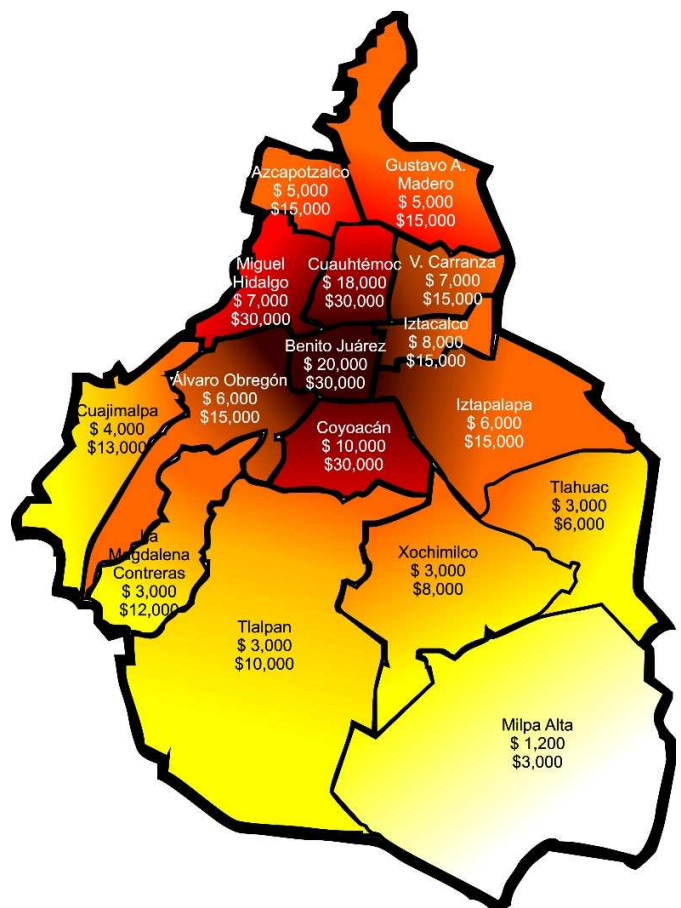 Azcapotzalco
$ 5,000
$15,000
Gustavo A.
Madero
$ 5,000
$15,000
Miguel
Hidalgo
$ 7,000
$30,000
Cuauhtémoc
$ 18,000
$30,000
V. Carranza
$ 7,000
$15,000
Iztacalco
$ 8,000
$15,000
Benito Juárez
$ 20,000
$30,000
Cuajimalpa
$ 4,000
$13,000
Álvaro Obregón
$ 6,000
$15,000
Coyoacán
$ 10,000
$30,000
Iztapalapa
$ 6,000
$15,000
Tlahuac
$ 3,000
$6,000
La
Magdalena
Contreras
$ 3,000
$12,000
Xochimilco
$ 3,000
$8,000
Tlalpan
$ 3,000
$10,000
Milpa Alta
$ 1,200
$3,000